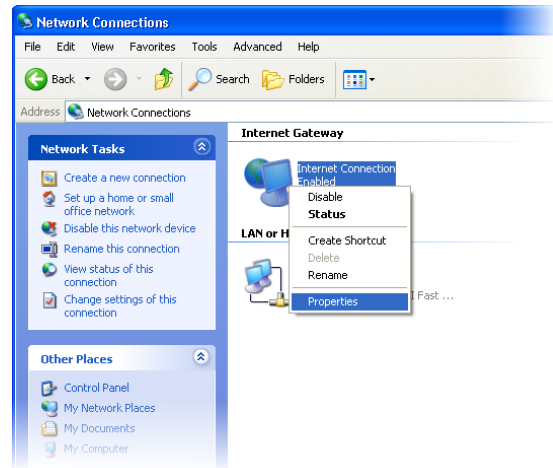 Network Connections
File Edit View Favorites Tools Advanced Help
Back Search Folders
Address Network Connections
Network Tasks
Create a new connection
Set up a home or small
office network
Disable this network device
Rename this connection
View status of this
connection
Change settings of this
connection
Other Places
Control Panel
My Network Places
My Documents
My Computer
Internet Gateway
Internet Connection
Enabled
Disable
Status
Create Shortcut
Delete
Rename
Properties
LAN or H
I Fast ...